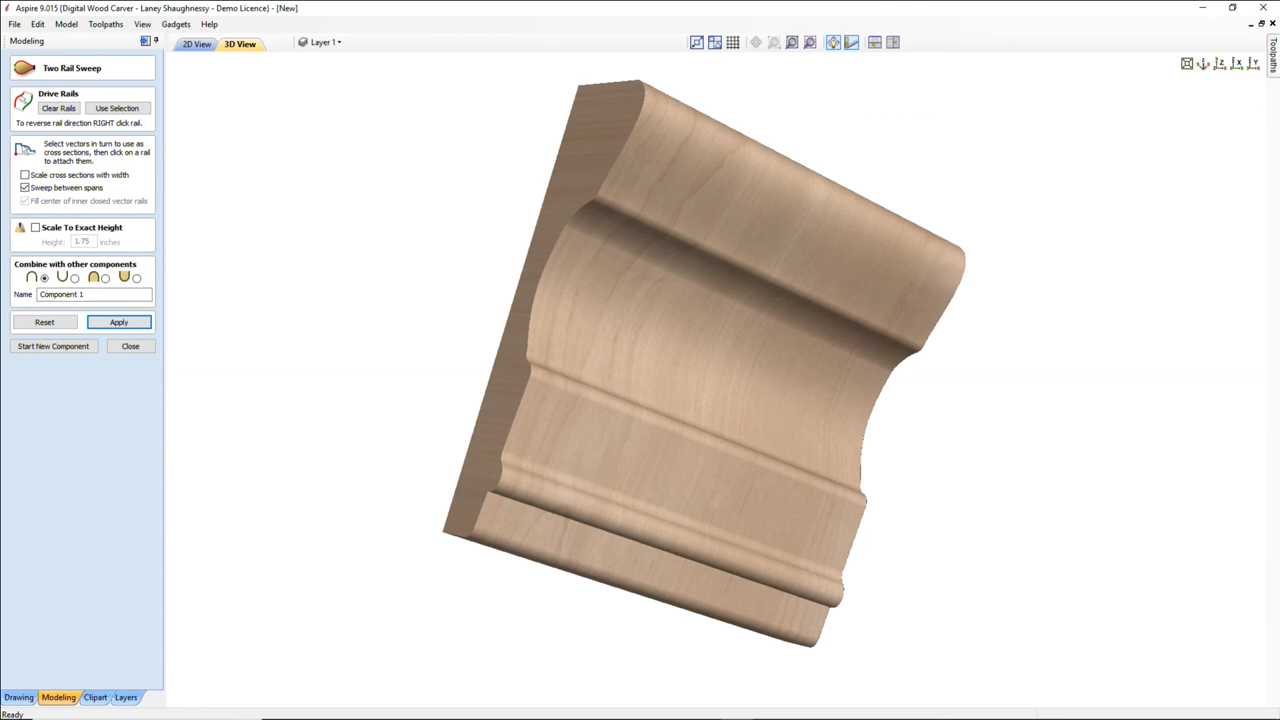 Aspire 9.015 {Digital Wood Carver - Laney Shaughnessy - Demo Licence} - [New]
File Edit Model Toolpaths View Gadgets Help
Modeling
2D View 3D View Layer 1
Toolpaths
Z X Y
Two Rail Sweep
Drive Rails
Clear Rails Use Selection
To reverse rail direction RIGHT click rail.
Select vectors in turn to use as
cross sections, then click on a rail
to attach them.
Scale cross sections with width
Sweep between spans
Fill center of inner closed vector rails
Scale To Exact Height
Height: 1.75 inches
Combine with other components
Name Component 1
Reset Apply
Start New Component Close
Drawing Modeling Clipart Layers
Ready